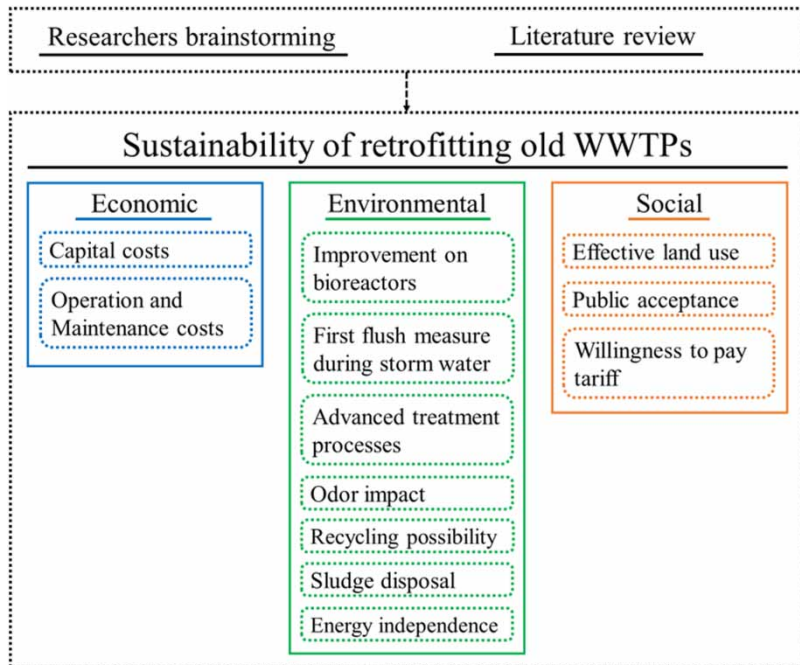 Researchers brainstorming
Literature review
Sustainability of retrofitting old WWTPs
Economic
Capital costs
Operation and
Maintenance costs
Environmental
Improvement on
bioreactors
First flush measure
during storm water
Advanced treatment
processes
Odor impact
Recycling possibility
Sludge disposal
Energy independence
Social
Effective land use
Public acceptance
Willingness to pay
tariff